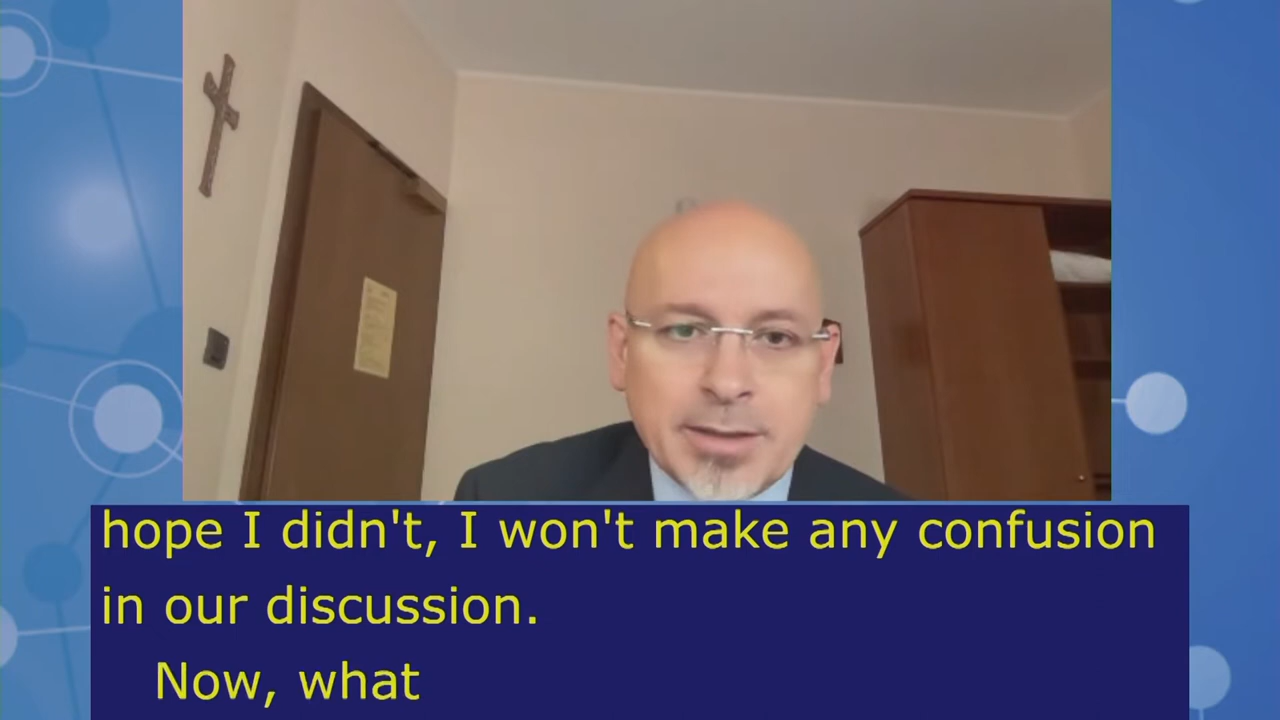 hope I didn't, I won't make any confusion
in our discussion.
Now, what